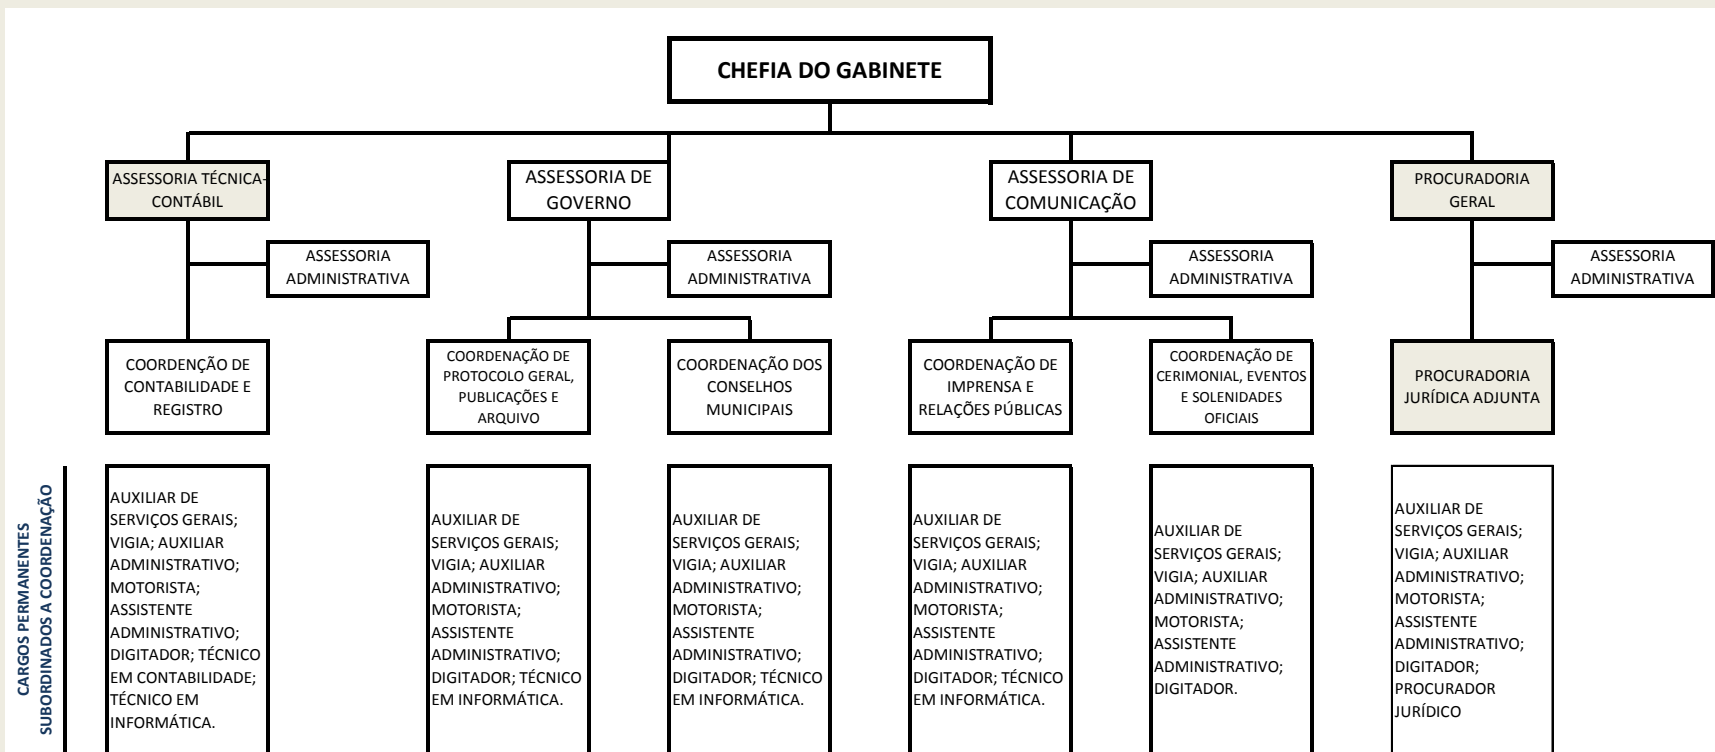 CHEFIA DO GABINETE
ASSESSORIA TÉCNICA-
CONTÁBIL
ASSESSORIA DE
GOVERNO
ASSESSORIA DE
COMUNICAÇÃO
PROCURADORIA
GERAL
ASSESSORIA
ADMINISTRATIVA
ASSESSORIA
ADMINISTRATIVA
ASSESSORIA
ADMINISTRATIVA
ASSESSORIA
ADMINISTRATIVA
COORDENÇÃO DE
CONTABILIDADE E
REGISTRO
COORDENAÇÃO DE
PROTOCOLO GERAL,
PUBLICAÇÕES E
ARQUIVO
COORDENAÇÃO DOS
CONSELHOS
MUNICIPAIS
COORDENAÇÃO DE
IMPRENSA E
RELAÇÕES PÚBLICAS
COORDENAÇÃO DE
CERIMONIAL, EVENTOS
E SOLENIDADES
OFICIAIS
PROCURADORIA
JURÍDICA ADJUNTA
CARGOS PERMANENTES
SUBORDINADOS A COORDENAÇÃO
AUXILIAR DE
SERVIÇOS GERAIS;
VIGIA; AUXILIAR
ADMINISTRATIVO;
MOTORISTA;
ASSISTENTE
ADMINISTRATIVO;
DIGITADOR; TÉCNICO
EM CONTABILIDADE;
TÉCNICO EM
INFORMÁTICA.
AUXILIAR DE
SERVIÇOS GERAIS;
VIGIA; AUXILIAR
ADMINISTRATIVO;
MOTORISTA;
ASSISTENTE
ADMINISTRATIVO;
DIGITADOR; TÉCNICO
EM INFORMÁTICA.
AUXILIAR DE
SERVIÇOS GERAIS;
VIGIA; AUXILIAR
ADMINISTRATIVO;
MOTORISTA;
ASSISTENTE
ADMINISTRATIVO;
DIGITADOR; TÉCNICO
EM INFORMÁTICA.
AUXILIAR DE
SERVIÇOS GERAIS;
VIGIA; AUXILIAR
ADMINISTRATIVO;
MOTORISTA;
ASSISTENTE
ADMINISTRATIVO;
DIGITADOR; TÉCNICO
EM INFORMÁTICA.
AUXILIAR DE
SERVIÇOS GERAIS;
VIGIA; AUXILIAR
ADMINISTRATIVO;
MOTORISTA;
ASSISTENTE
ADMINISTRATIVO;
DIGITADOR.
AUXILIAR DE
SERVIÇOS GERAIS;
VIGIA; AUXILIAR
ADMINISTRATIVO;
MOTORISTA;
ASSISTENTE
ADMINISTRATIVO;
DIGITADOR;
PROCURADOR
JURÍDICO